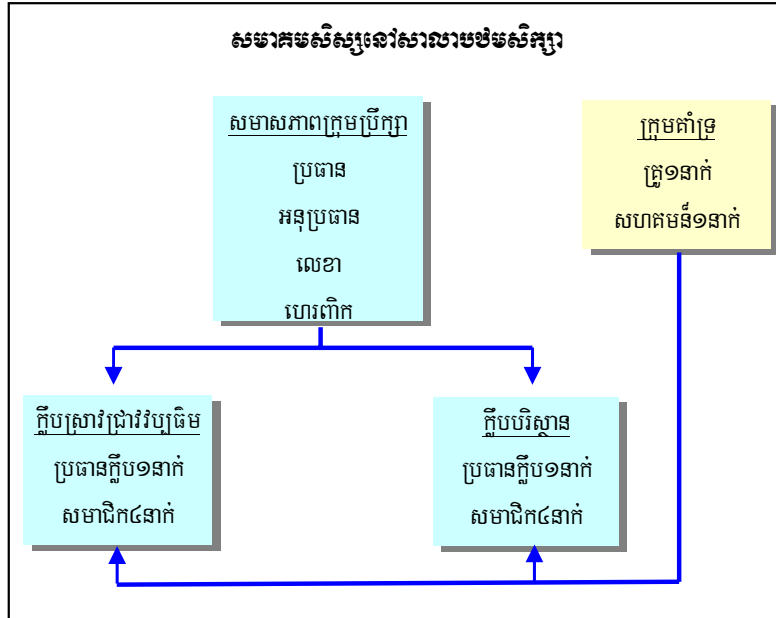 សមាគមសិស្សនៅសាលាបឋមសិក្សា
សមាសភាពក្រុមប្រឹក្សា
ប្រធាន
អនុប្រធាន
លេខា
ហេរពិក
ក្រុមគាំទ្រ
គ្រូ១នាក់
សហគមន៏១នាក់
ក្លឹបស្រាវជ្រាវវប្បធិម
ប្រធានក្លឹប១នាក់
សមាជិក៤នាក់
ក្លឹបបរិស្ថាន
ប្រធានក្លឹប១នាក់
សមាជិក៤នាក់